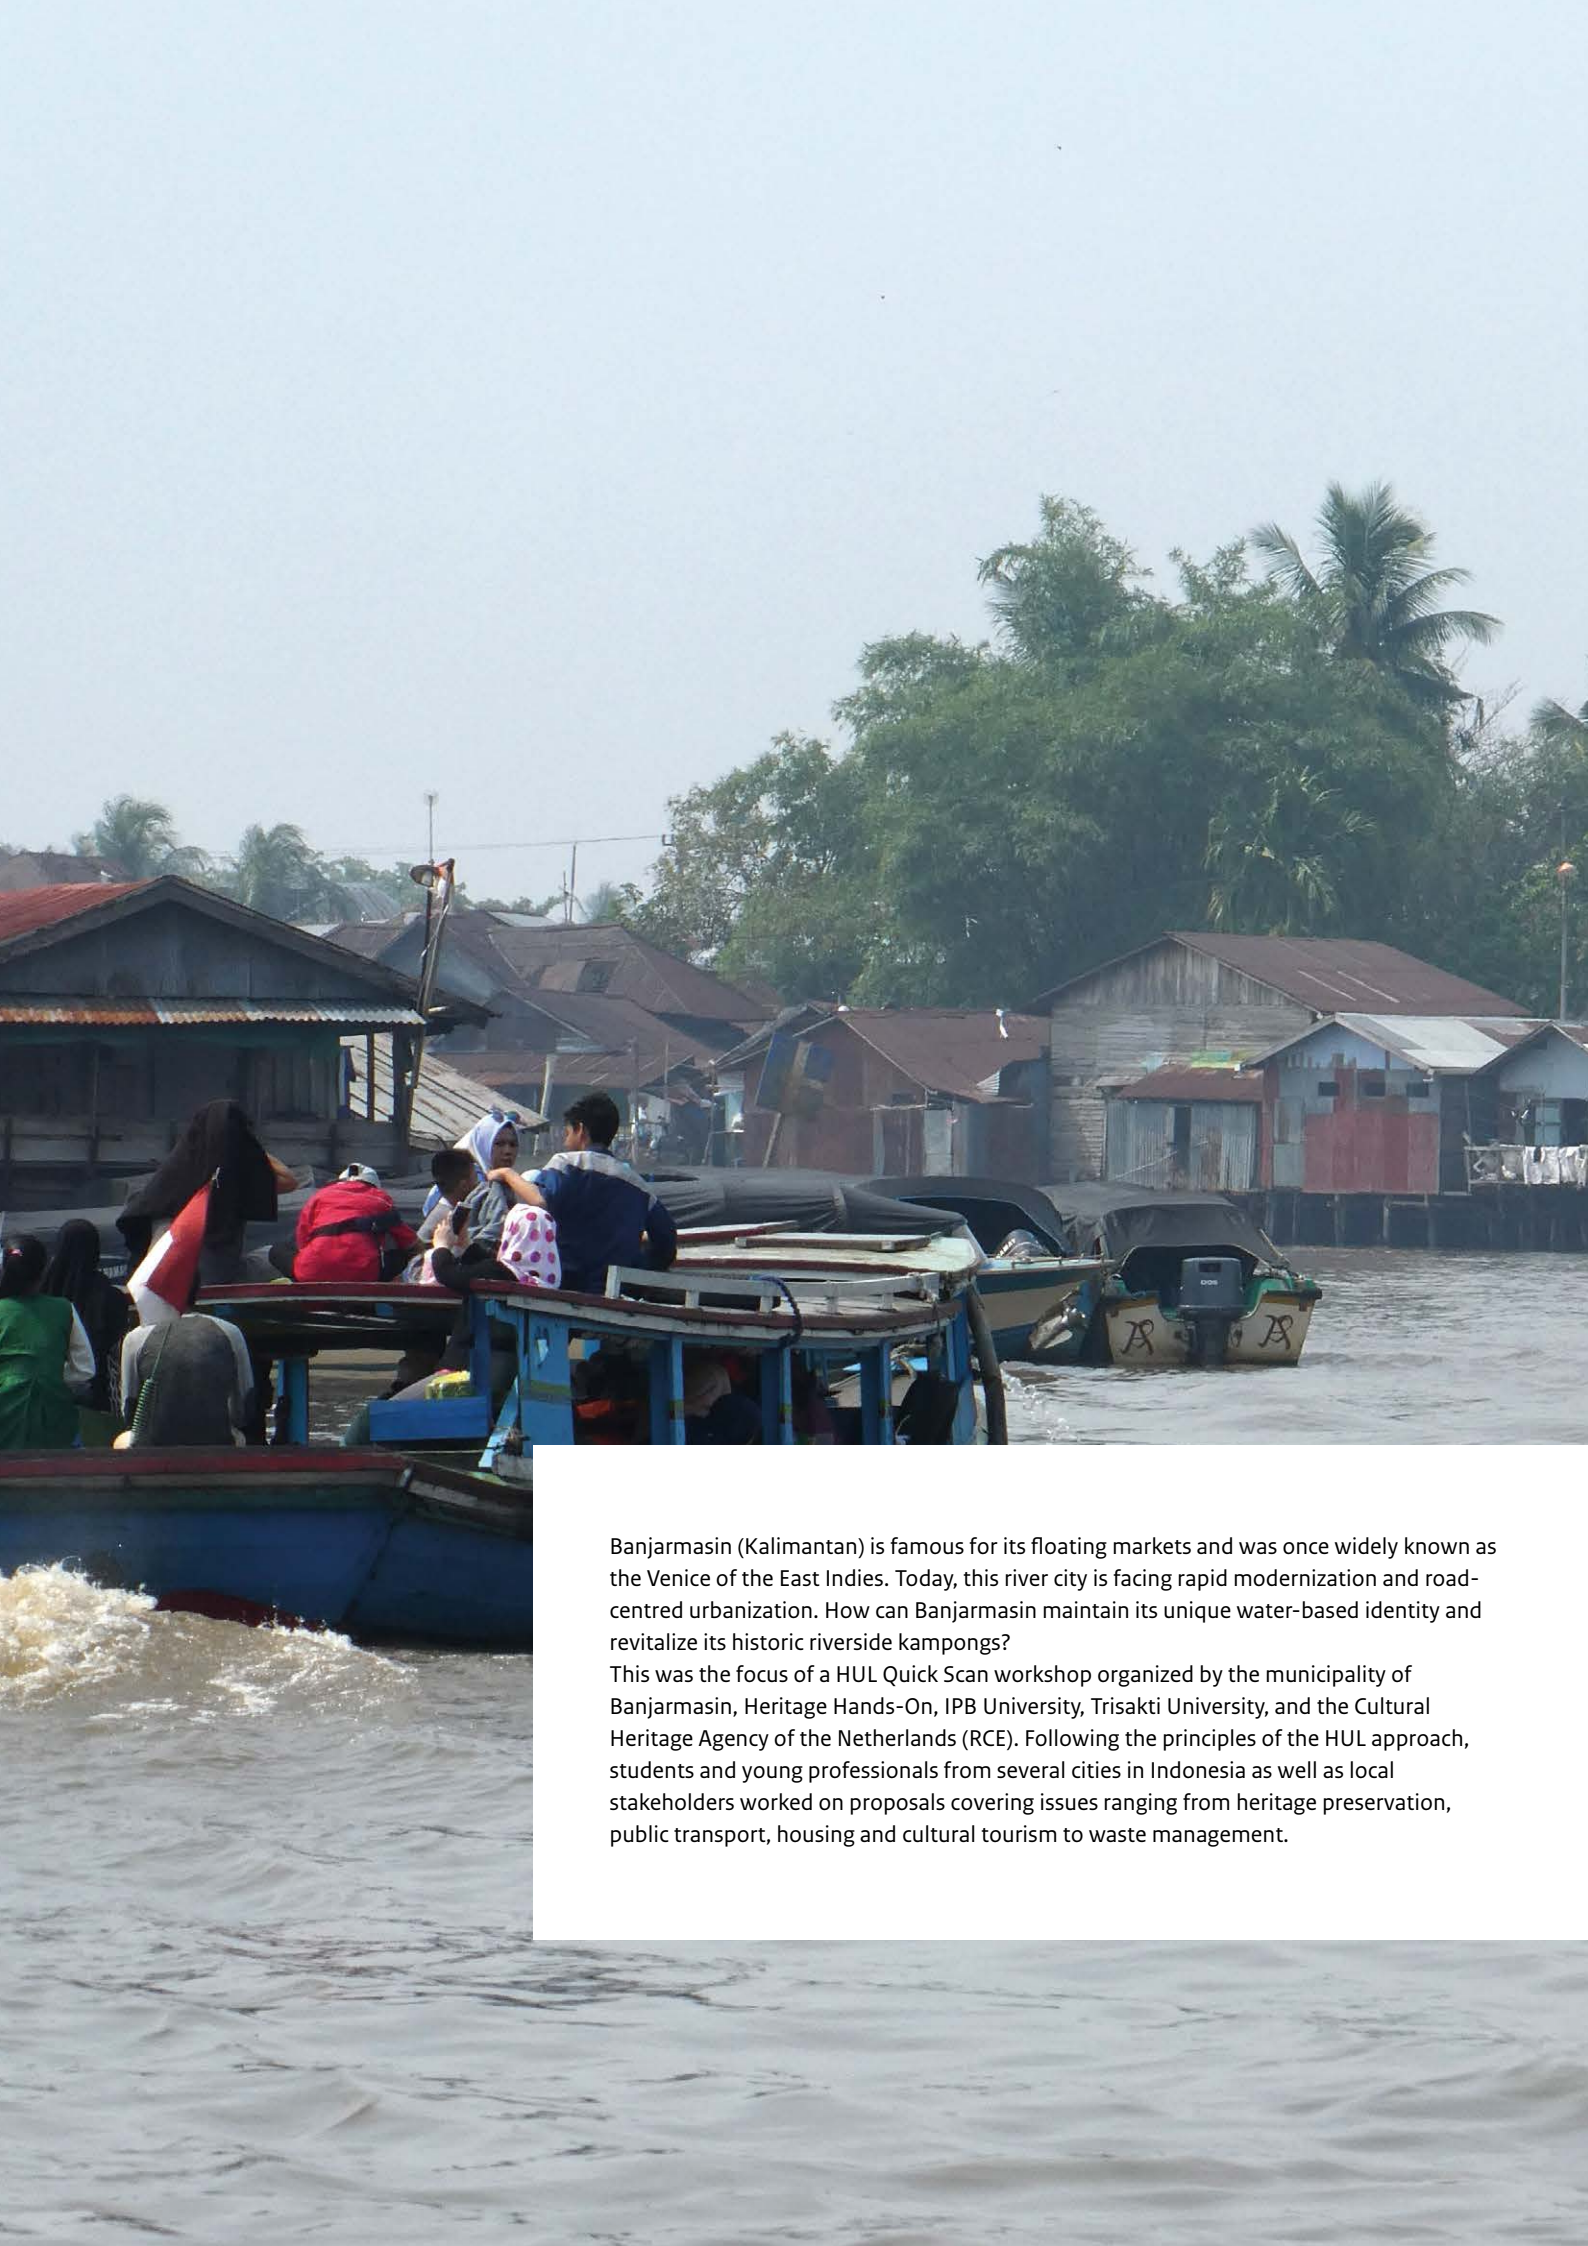 Banjarmasin (Kalimantan) is famous for its floating markets and was once widely known as
the Venice of the East Indies. Today, this river city is facing rapid modernization and road-
centred urbanization. How can Banjarmasin maintain its unique water-based identity and
revitalize its historic riverside kampongs?
This was the focus of a HUL Quick Scan workshop organized by the municipality of
Banjarmasin, Heritage Hands-On, IPB University, Trisakti University, and the Cultural
Heritage Agency of the Netherlands (RCE). Following the principles of the HUL approach,
students and young professionals from several cities in Indonesia as well as local
stakeholders worked on proposals covering issues ranging from heritage preservation,
public transport, housing and cultural tourism to waste management.